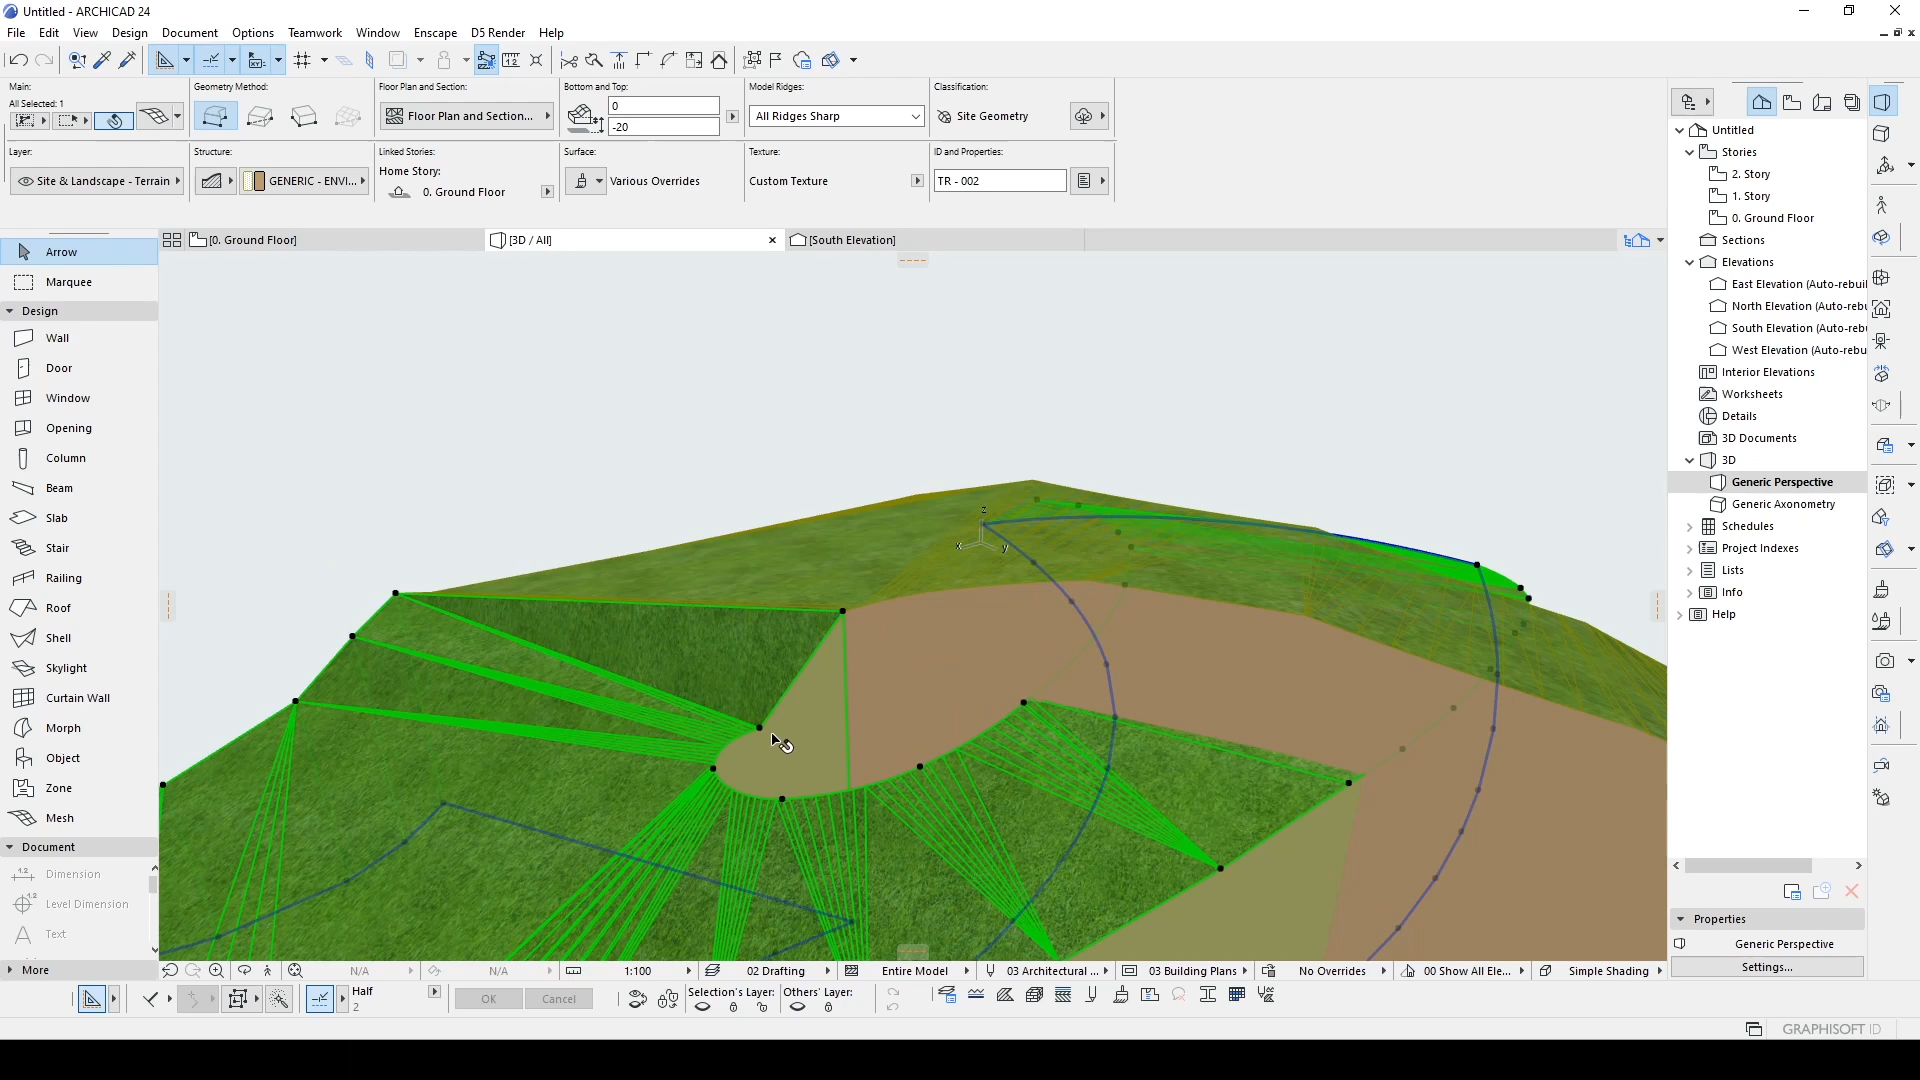 Untitled - ARCHICAD 24
File Edit View Design Document Options Teamwork Window Enscape D5 Render Help
Main:
All Selected: 1
Geometry Method:
Floor Plan and Section:
Floor Plan and Section...
Bottom and Top:
0
-20
Model Ridges:
All Ridges Sharp
Classification:
Site Geometry
Layer:
Site & Landscape - Terrain
Structure:
GENERIC - ENVI...
Linked Stories:
Home Story:
0. Ground Floor
Surface:
Various Overrides
Texture:
Custom Texture
ID and Properties:
TR - 002
[0. Ground Floor]
[3D / All]
[South Elevation]
Arrow
Marquee
Design
Wall
Door
Window
Opening
Column
Beam
Slab
Stair
Railing
Roof
Shell
Skylight
Curtain Wall
Morph
Object
Zone
Mesh
Document
Dimension
Level Dimension
Text
More
z
x
y
Untitled
Stories
2. Story
1. Story
0. Ground Floor
Sections
Elevations
East Elevation (Auto-rebuil
North Elevation (Auto-rebu
South Elevation (Auto-rebu
West Elevation (Auto-rebu
Interior Elevations
Worksheets
Details
3D Documents
3D
Generic Perspective
Generic Axonometry
Schedules
Project Indexes
Lists
Info
Help
Properties
Generic Perspective
Settings...
N/A N/A 1:100 02 Drafting Entire Model 03 Architectural ... 03 Building Plans No Overrides 00 Show All Ele... Simple Shading
Half
2
OK Cancel
Selection's Layer: Others' Layer:
GRAPHISOFT ID